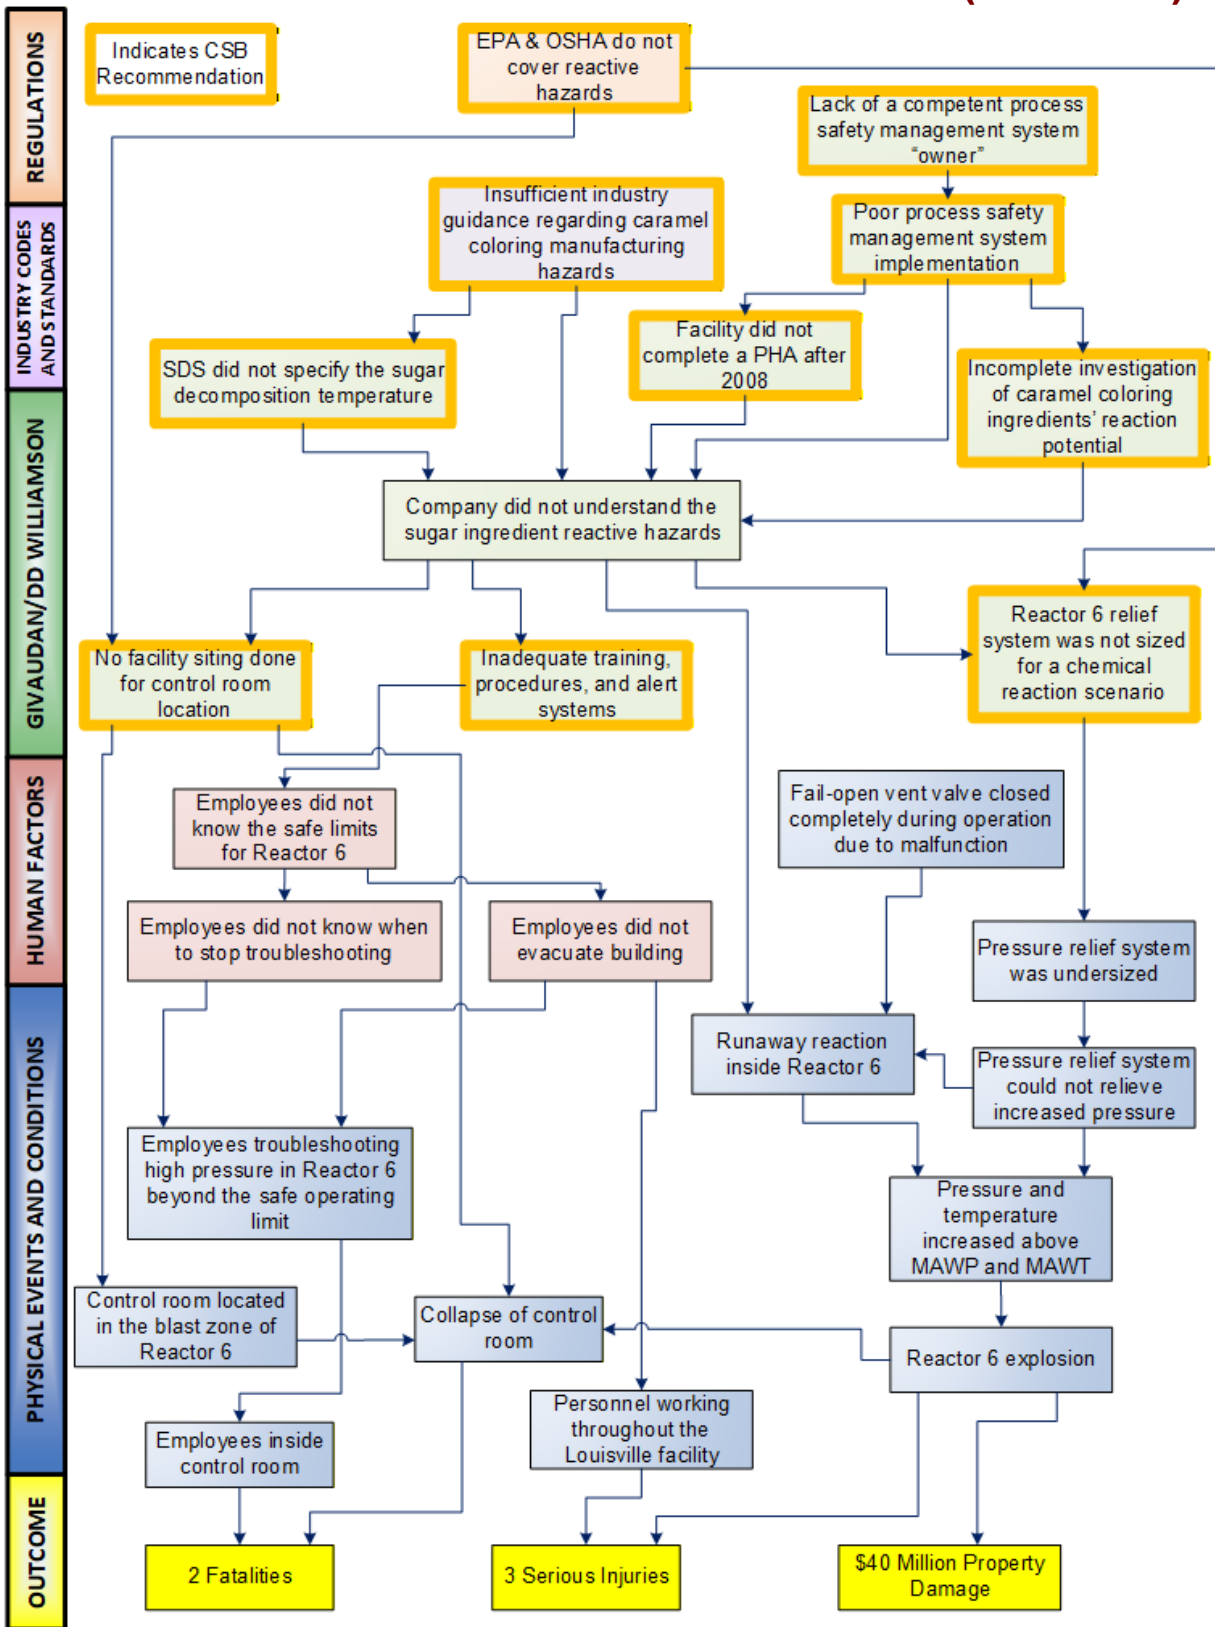 REGULATIONS
Indicates CSB
Recommendation
EPA & OSHA do not
cover reactive
hazards
Lack of a competent process
safety management system
"owner"
INDUSTRY CODES
AND STANDARDS
Insufficient industry
guidance regarding caramel
coloring manufacturing
hazards
Poor process safety
management system
implementation
SDS did not specify the sugar
decomposition temperature
Facility did not
complete a PHA after
2008
Incomplete investigation
of caramel coloring
ingredients' reaction
potential
GIVAUDAN/DD WILLIAMSON
Company did not understand the
sugar ingredient reactive hazards
No facility siting done
for control room
location
Inadequate training,
procedures, and alert
systems
Reactor 6 relief
system was not sized
for a chemical
reaction scenario
HUMAN FACTORS
Employees did not
know the safe limits
for Reactor 6
Fail-open vent valve closed
completely during operation
due to malfunction
Employees did not know when
to stop troubleshooting
Employees did not
evacuate building
Pressure relief system
was undersized
PHYSICAL EVENTS AND CONDITIONS
Runaway reaction
inside Reactor 6
Pressure relief system
could not relieve
increased pressure
Employees troubleshooting
high pressure in Reactor 6
beyond the safe operating
limit
Pressure and
temperature
increased above
MAWP and MAWT
Control room located
in the blast zone of
Reactor 6
Collapse of control
room
Reactor 6 explosion
Employees inside
control room
Personnel working
throughout the
Louisville facility
OUTCOME
2 Fatalities
3 Serious Injuries
$40 Million Property
Damage